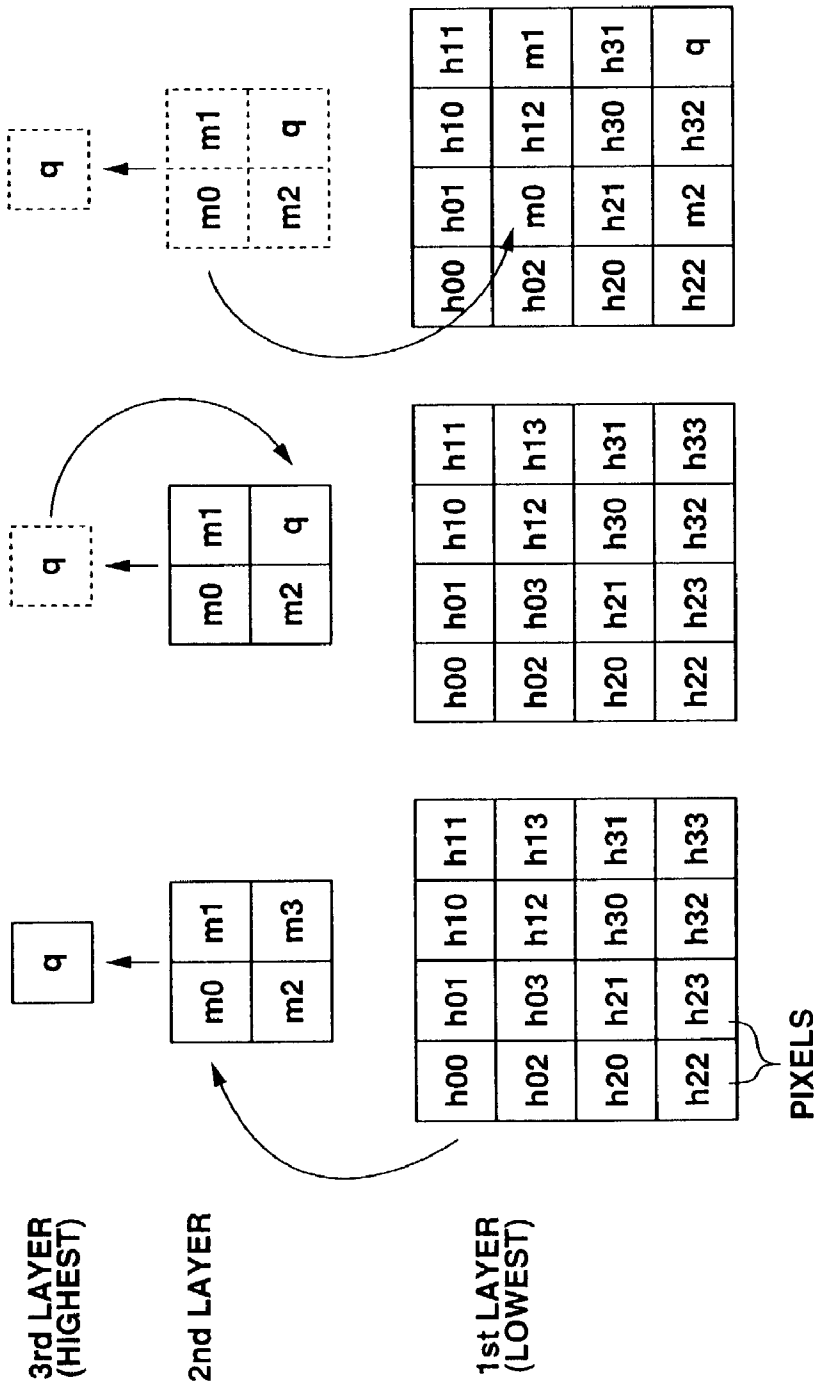 3rd LAYER
(HIGHEST)
q
q
q
2nd LAYER
m0 m1
m2 m3
m0 m1
m2 q
m0 m1
m2 q
1st LAYER
(LOWEST)
h00 h01 h10 h11
h02 h03 h12 h13
h20 h21 h30 h31
h22 h23 h32 h33
PIXELS
h00 h01 h10 h11
h02 h03 h12 h13
h20 h21 h30 h31
h22 h23 h32 h33
h00 h01 h10 h11
h02 m0 h12 m1
h20 h21 h30 h31
h22 m2 h32 q